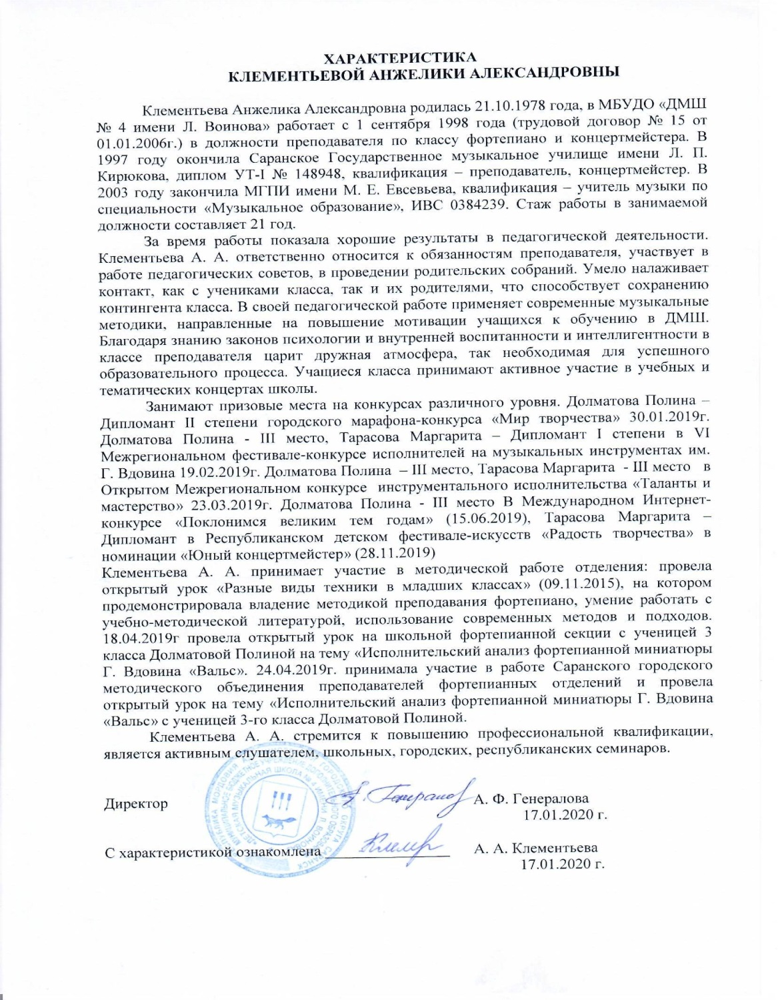 ХАРАКТЕРИСТИКА
КЛЕМЕНТЬЕВОЙ АНЖЕЛИКИ АЛЕКСАНДРОВНЫ
Клементьева Анжелика Александровна родилась 21.10.1978 года, в МБУДО «ДМШ
№ 4 имени Л. Воинова» работает с 1 сентября 1998 года (трудовой договор № 15 от
01.01.2006г.) в должности преподавателя по классу фортепиано и концертмейстера. В
1997 году окончила Саранское Государственное музыкальное училище имени Л. П.
Кирюкова, диплом УТ-I № 148948, квалификация – преподаватель, концертмейстер. В
2003 году закончила МГПИ имени М. Е. Евсевьева, квалификация – учитель музыки по
специальности «Музыкальное образование», ИВС 0384239. Стаж работы в занимаемой
должности составляет 21 год.
За время работы показала хорошие результаты в педагогической деятельности.
Клементьева А. А. ответственно относится к обязанностям преподавателя, участвует в
работе педагогических советов, в проведении родительских собраний. Умело налаживает
контакт, как с учениками класса, так и их родителями, что способствует сохранению
контингента класса. В своей педагогической работе применяет современные музыкальные
методики, направленные на повышение мотивации учащихся к обучению в ДМШ.
Благодаря знанию законов психологии и внутренней воспитанности и интеллигентности в
классе преподавателя царит дружная атмосфера, так необходимая для успешного
образовательного процесса. Учащиеся класса принимают активное участие в учебных и
тематических концертах школы.
Занимают призовые места на конкурсах различного уровня. Долматова Полина –
Дипломант II степени городского марафона-конкурса «Мир творчества» 30.01.2019г.
Долматова Полина - III место, Тарасова Маргарита – Дипломант I степени в VI
Межрегиональном фестивале-конкурсе исполнителей на музыкальных инструментах им.
Г. Вдовина 19.02.2019г. Долматова Полина – III место, Тарасова Маргарита - III место в
Открытом Межрегиональном конкурсе инструментального исполнительства «Таланты и
мастерство» 23.03.2019г. Долматова Полина - III место В Международном Интернет-
конкурсе «Поклонимся великим тем годам» (15.06.2019), Тарасова Маргарита –
Дипломант в Республиканском детском фестивале-искусств «Радость творчества» в
номинации «Юный концертмейстер» (28.11.2019)
Клементьева А. А. принимает участие в методической работе отделения: провела
открытый урок «Разные виды техники в младших классах» (09.11.2015), на котором
продемонстрировала владение методикой преподавания фортепиано, умение работать с
учебно-методической литературой, использование современных методов и подходов.
18.04.2019г провела открытый урок на школьной фортепианной секции с ученицей 3
класса Долматовой Полиной на тему «Исполнительский анализ фортепианной миниатюры
Г. Вдовина «Вальс». 24.04.2019г. принимала участие в работе Саранского городского
методического объединения преподавателей фортепианных отделений и провела
открытый урок на тему «Исполнительский анализ фортепианной миниатюры Г. Вдовина
«Вальс» с ученицей 3-го класса Долматовой Полиной.
Клементьева А. А. стремится к повышению профессиональной квалификации,
является активным слушателем, школьных, городских, республиканских семинаров.
Директор А. Ф. Генералова
17.01.2020 г.
С характеристикой ознакомлена А. А. Клементьева
17.01.2020 г.